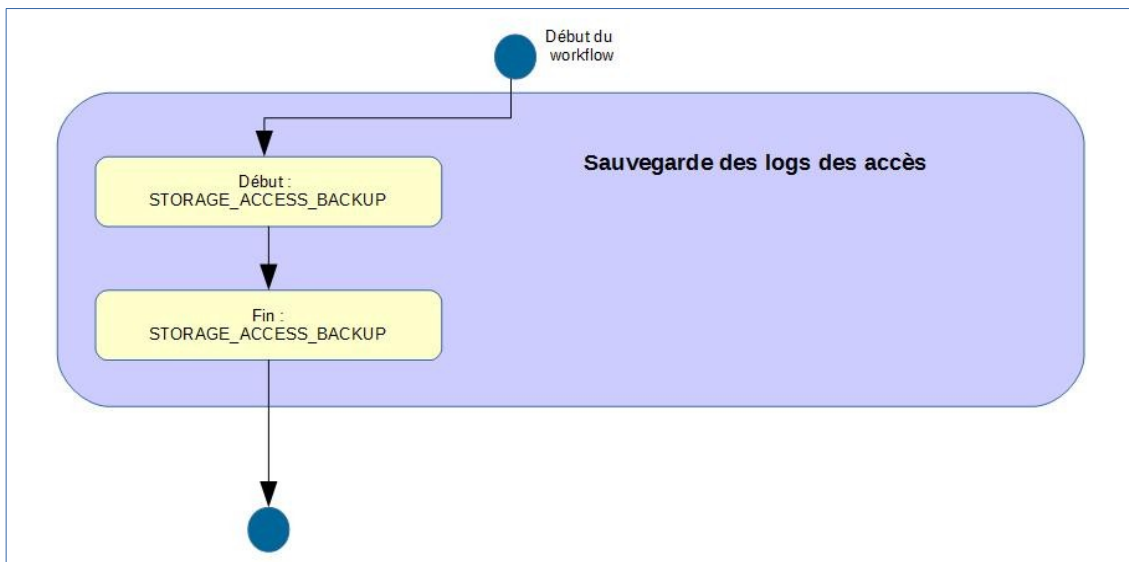 Début du
workflow
Sauvegarde des logs des accès
Début :
STORAGE_ACCESS_BACKUP
Fin :
STORAGE_ACCESS_BACKUP